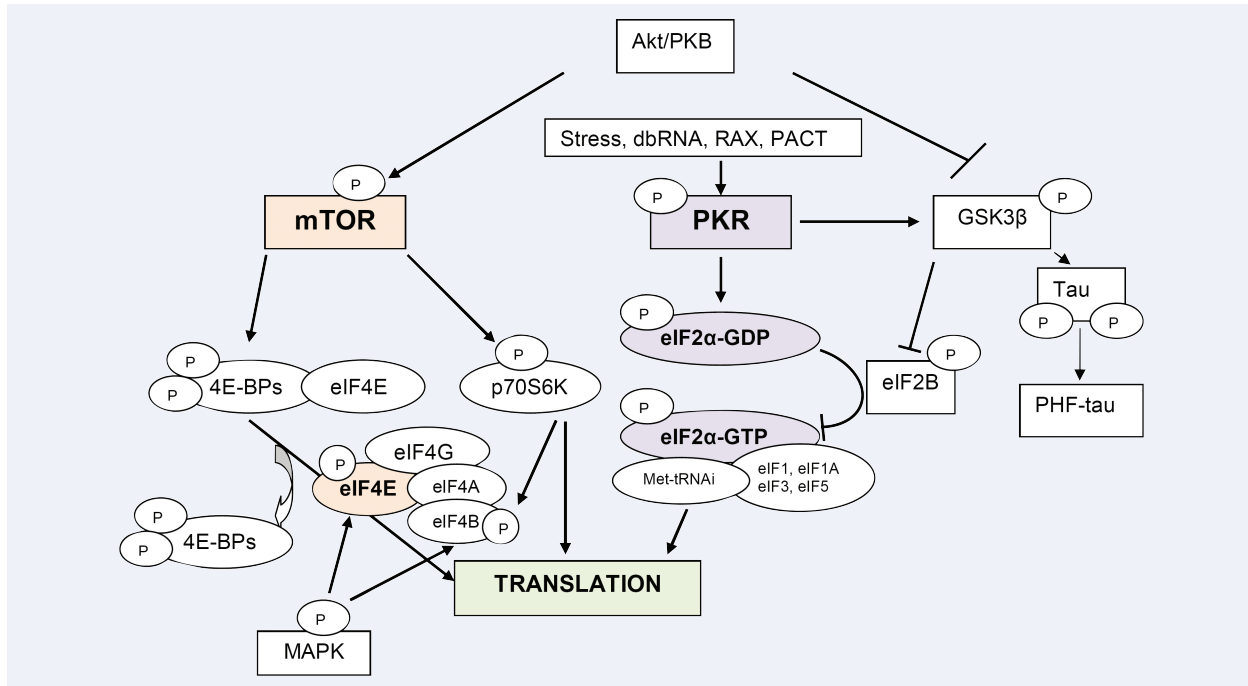 Akt/PKB
Stress, dbRNA, RAX, PACT
P
mTOR
P
PKR
P
GSK3β
Tau
P
P
PHF-tau
P
eIF2α-GDP
P
eIF2B
P
P
4E-BPs
eIF4E
P
p70S6K
P
eIF2α-GTP
Met-tRNAi
eIF1, eIF1A
eIF3, eIF5
P
eIF4G
eIF4E
eIF4A
eIF4B
P
P
P
4E-BPs
TRANSLATION
P
MAPK